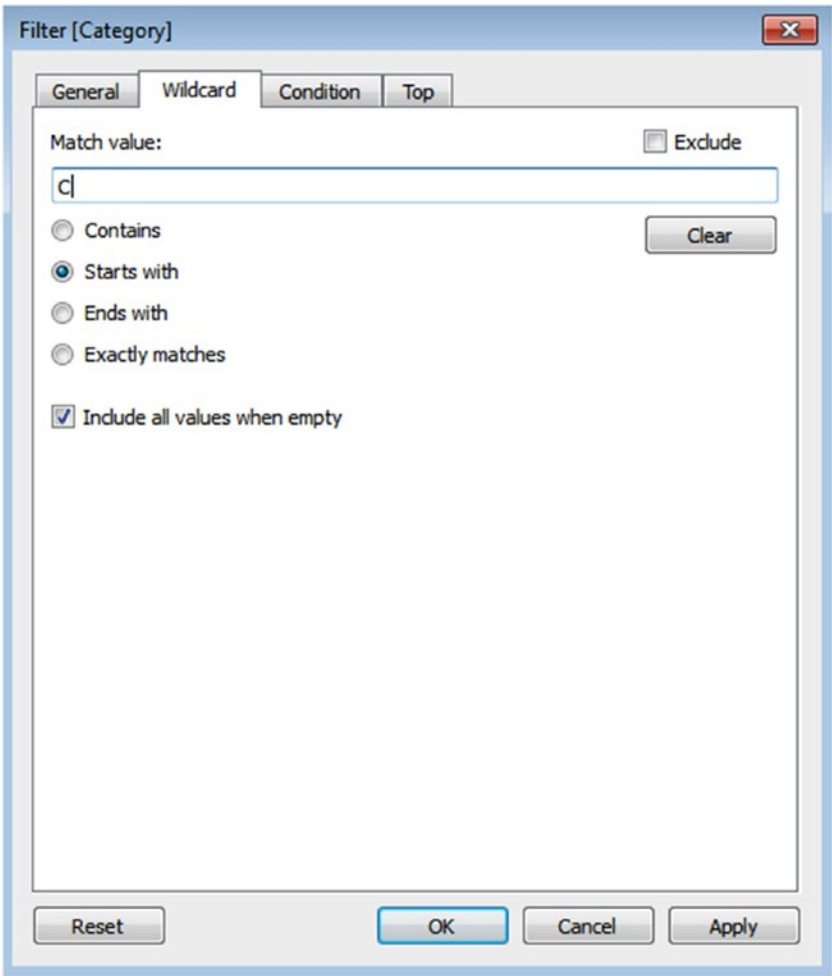 Filter [Category]
General Wildcard Condition Top
Match value: Exclude
C
Contains Clear
Starts with
Ends with
Exactly matches
Include all values when empty
Reset OK Cancel Apply